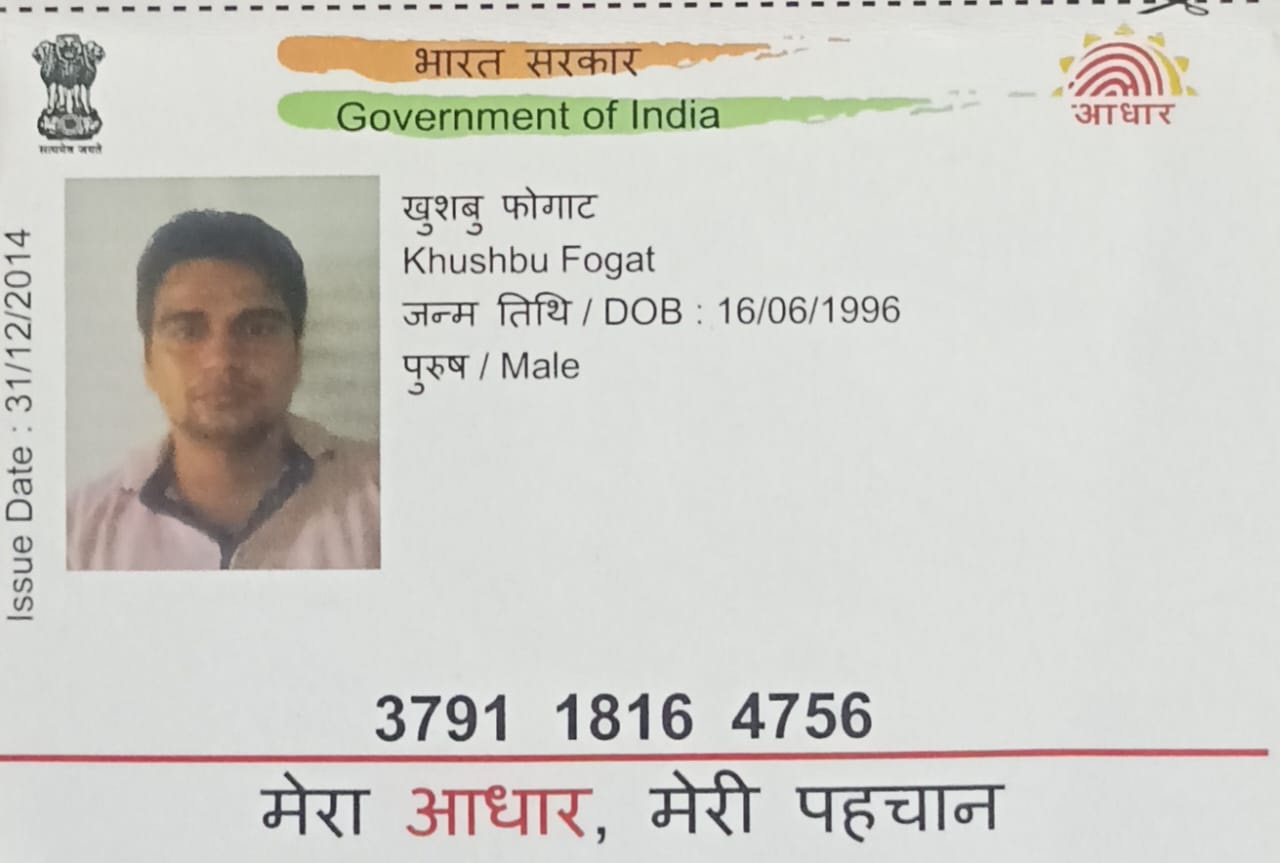 भारत सरकार
Government of India
आधार
सत्यमेव जयते
Issue Date : 31/12/2014
खुशबु फोगाट
Khushbu Fogat
जन्म तिथि / DOB : 16/06/1996
पुरुष / Male
3791 1816 4756
मेरा आधार, मेरी पहचान